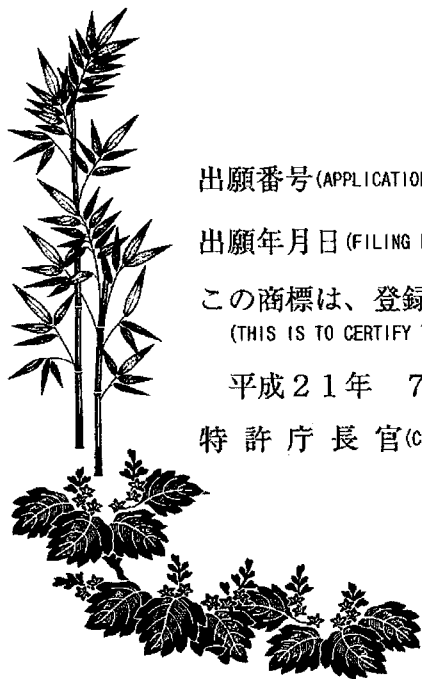 出願番号(APPLICATION
出願年月日(FILING
この商標は、登録
(THIS IS TO CERTIFY
平成21年 7
特許庁長官(C